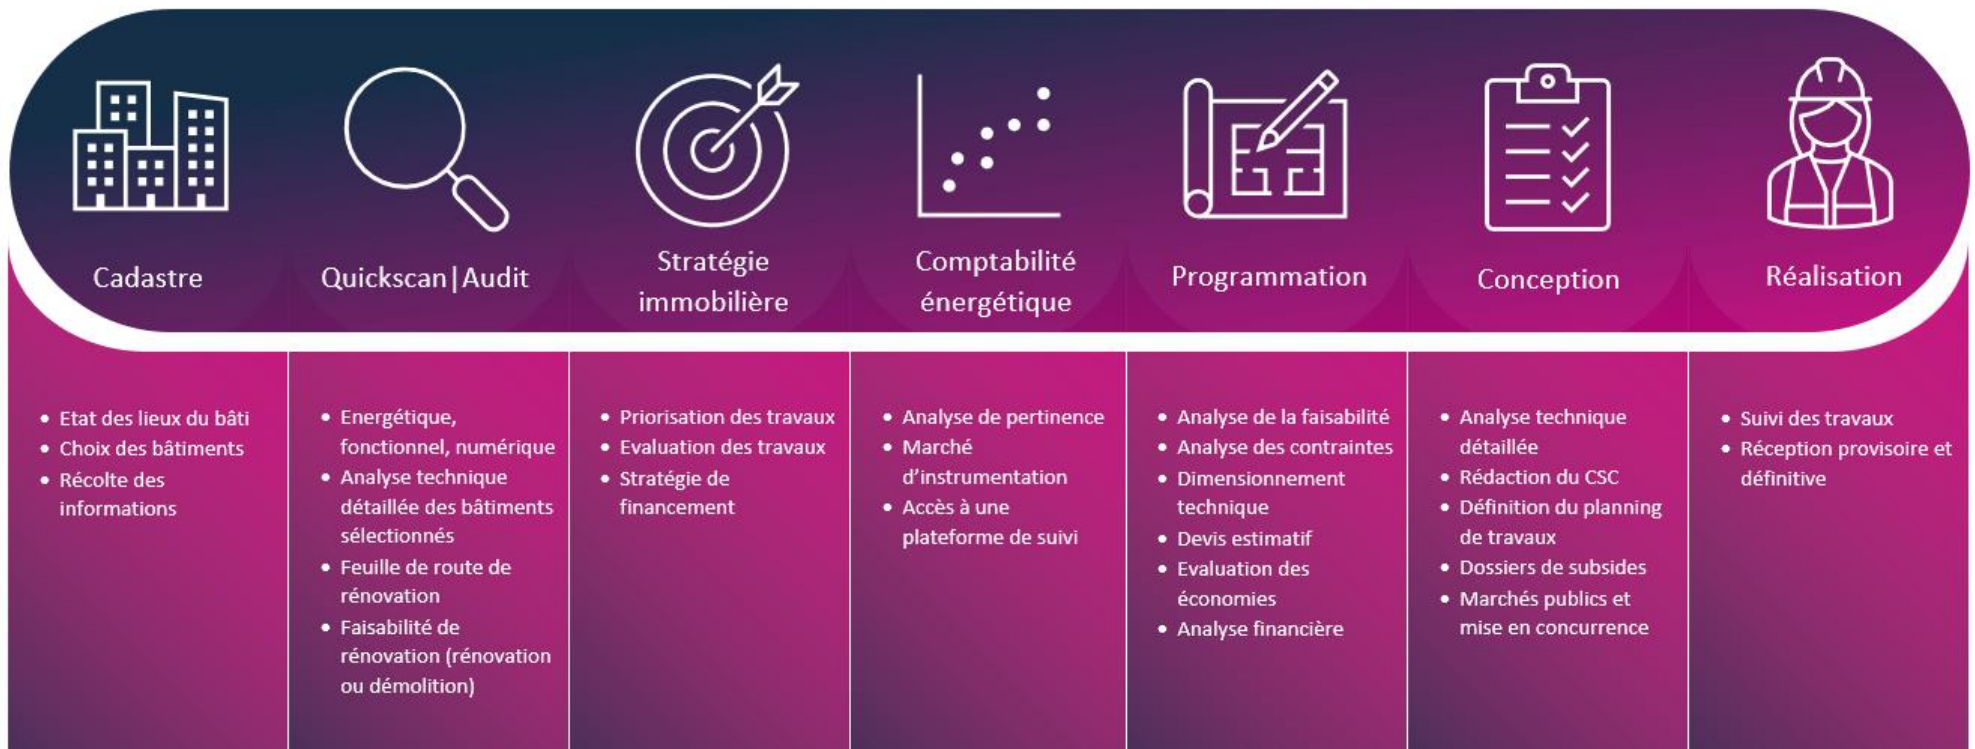 Cadastre
Quickscan|Audit
Stratégie
immobilière
Comptabilité
énergétique
Programmation
Conception
Réalisation
• Etat des lieux du bâti
• Choix des bâtiments
• Récolte des
informations
• Energétique,
fonctionnel, numérique
• Analyse technique
détaillée des bâtiments
sélectionnés
• Feuille de route de
rénovation
• Faisabilité de
rénovation (rénovation
ou démolition)
• Priorisation des travaux
• Evaluation des travaux
• Stratégie de
financement
• Analyse de pertinence
• Marché
d’instrumentation
• Accès à une
plateforme de suivi
• Analyse de la faisabilité
• Analyse des contraintes
• Dimensionnement
technique
• Devis estimatif
• Evaluation des
économies
• Analyse financière
• Analyse technique
détaillée
• Rédaction du CSC
• Définition du planning
de travaux
• Dossiers de subsides
• Marchés publics et
mise en concurrence
• Suivi des travaux
• Réception provisoire et
définitive